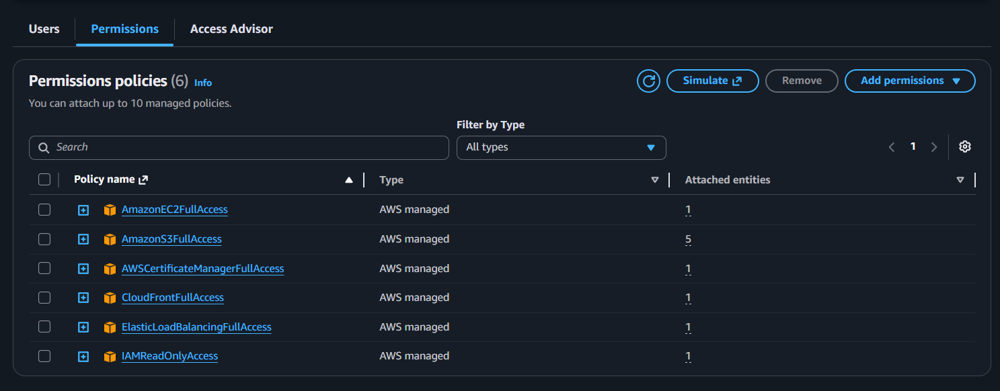 Users Permissions Access Advisor
Permissions policies (6) Info
Simulate Remove Add permissions
You can attach up to 10 managed policies.
Filter by Type
Search All types 1
Policy name Type Attached entities
AmazonEC2FullAccess AWS managed 1
AmazonS3FullAccess AWS managed 5
AWSCertificateManagerFullAccess AWS managed 1
CloudFrontFullAccess AWS managed 1
ElasticLoadBalancingFullAccess AWS managed 1
IAMReadOnlyAccess AWS managed 1